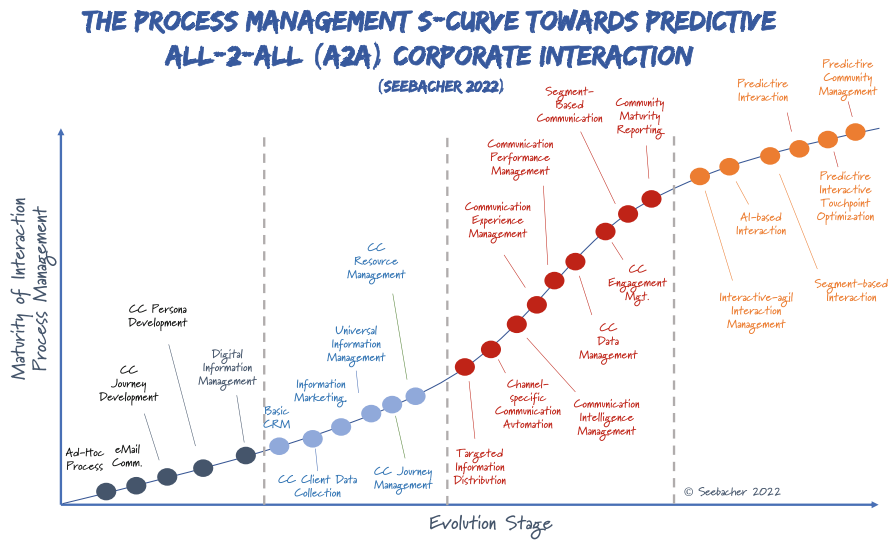 THE PROCESS MANAGEMENT S-CURVE TOWARDS PREDICTIVE
ALL-2-ALL (A2A) CORPORATE INTERACTION
(SEEBACHER 2022)
Maturity of Interaction
Process Management
Ad-Hoc
Process
eMail
Comm.
CC
Journey
Development
CC Persona
Development
Digital
Information
Management
Basic
CRM
CC Client Data
Collection
Information
Marketing
Universal
Information
Management
CC
Resource
Management
CC Journey
Management
Targeted
Information
Distribution
Channel-
specific
Communication
Automation
Communication
Intelligence
Management
Communication
Experience
Management
Communication
Performance
Management
CC
Data
Management
Segment-
Based
Communication
CC
Engagement
Mgt.
Community
Maturity
Reporting
Interactive-agil
Interaction
Management
AI-based
Interaction
Segment-based
Interaction
Predictire
Interaction
Predictire
Interactive
Touchpoint
Optimization
Predictire
Community
Management
© Seebacher 2022
Evolution Stage